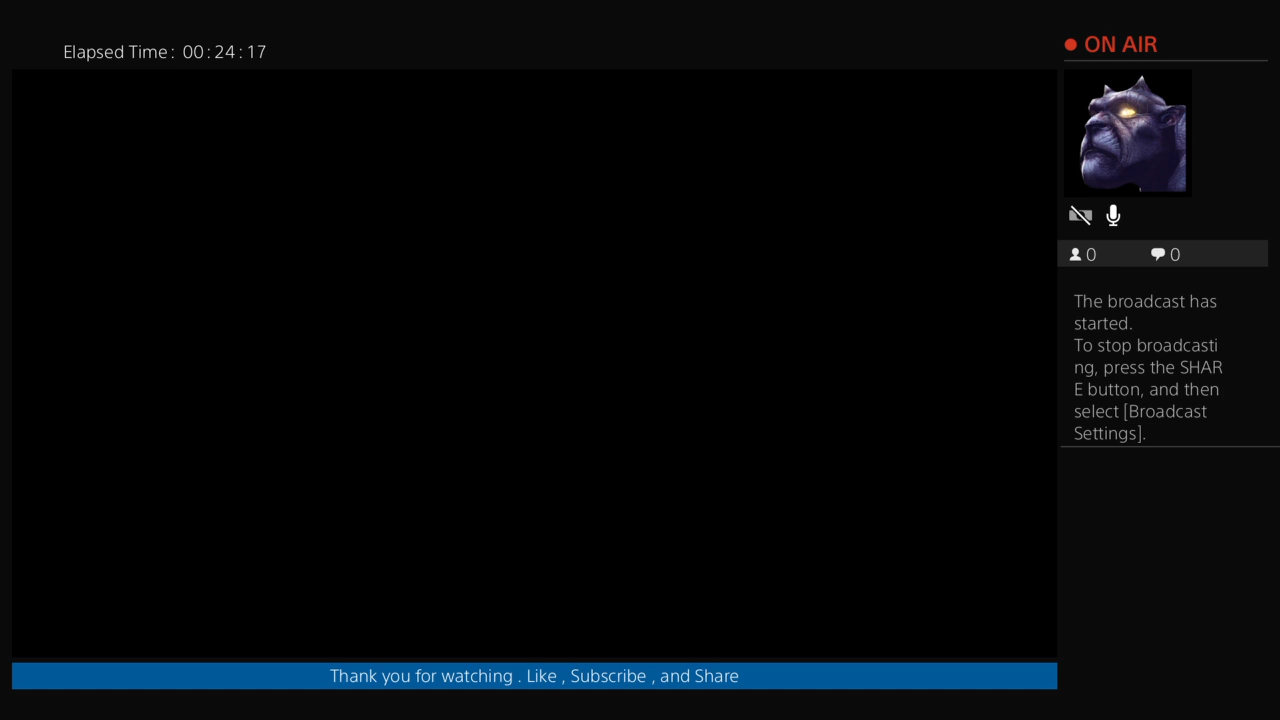 Elapsed Time: 00:24:17
ON AIR
0 0
The broadcast has
started.
To stop broadcasti
ng, press the SHAR
E button, and then
select [Broadcast
Settings].
Thank you for watching . Like , Subscribe , and Share